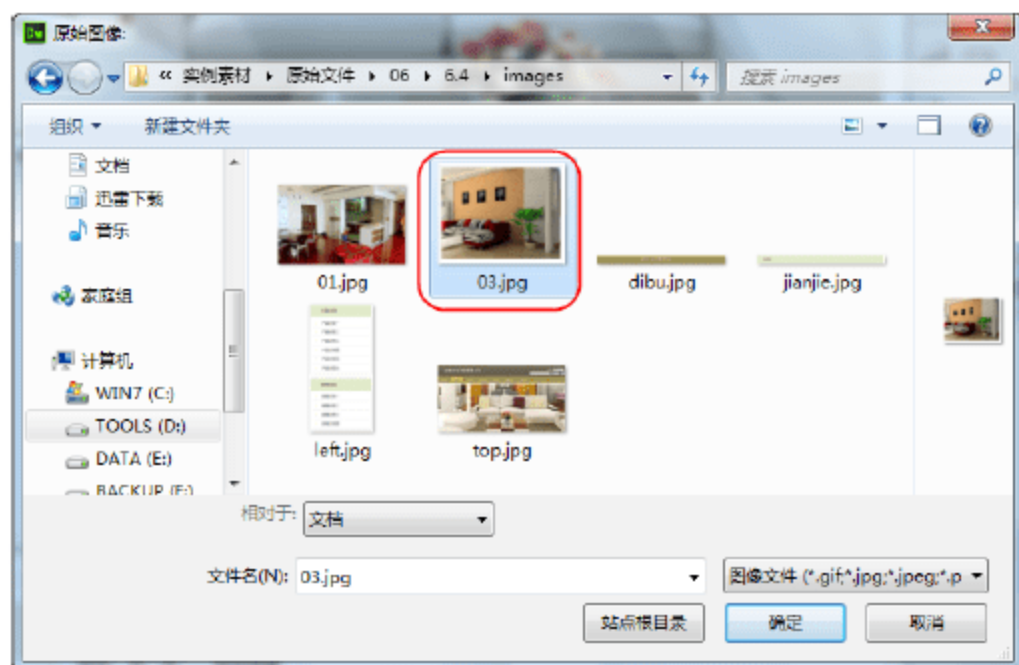 原始图像:
« 实例素材 ▸ 原始文件 ▸ 06 ▸ 6.4 ▸ images
搜索 images
组织
新建文件夹
文档
迅雷下载
音乐
家庭组
计算机
WIN7 (C:)
TOOLS (D:)
DATA (E:)
BACKUP (F:)
01.jpg
03.jpg
dibu.jpg
jianjie.jpg
left.jpg
top.jpg
相对于:
文档
文件名(N):
03.jpg
图像文件 (*.gif;*.jpg;*.jpeg;*.p
站点根目录
确定
取消